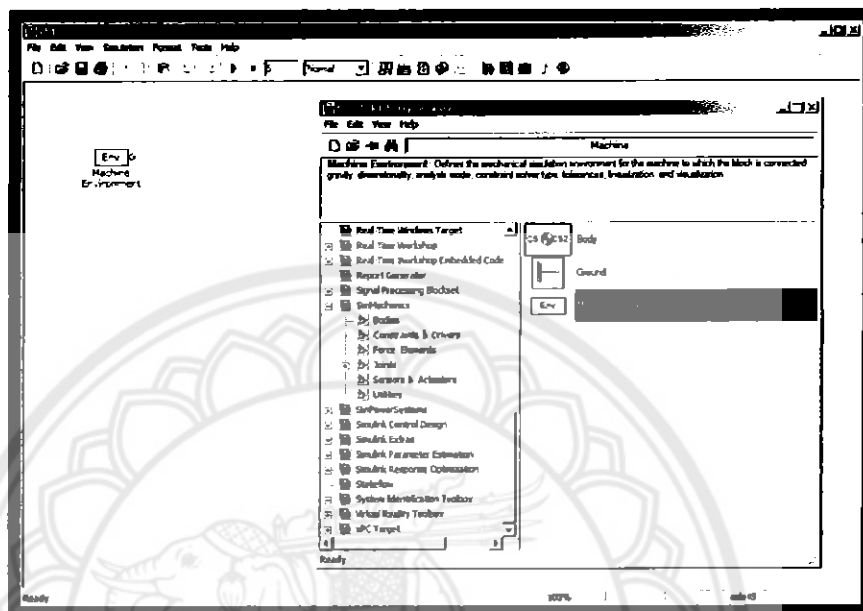 File Edit View Simulation Format Tools Help
Normal
Env
Machine
Environment
File Edit View Help
Machine
Machine Environment: Defines the mechanical simulation environment for the machine to which the block is connected
gravity, dimensionality, analysis mode, constraint solver type, tolerances, linearization, and visualization.
Real-Time Windows Target
Real-Time Workshop
Real-Time Workshop Embedded Code
Report Generator
Signal Processing Blockset
SimMechanics
Bodies
Constraints & Drivers
Force Elements
Joints
Sensors & Actuators
Utilities
SimPowerSystems
Simulink Control Design
Simulink Extras
Simulink Parameter Estimation
Simulink Response Optimization
Stateflow
System Identification Toolbox
Virtual Reality Toolbox
xPC Target
CS1 CS2 Body
Ground
Env
Ready
Ready
100%